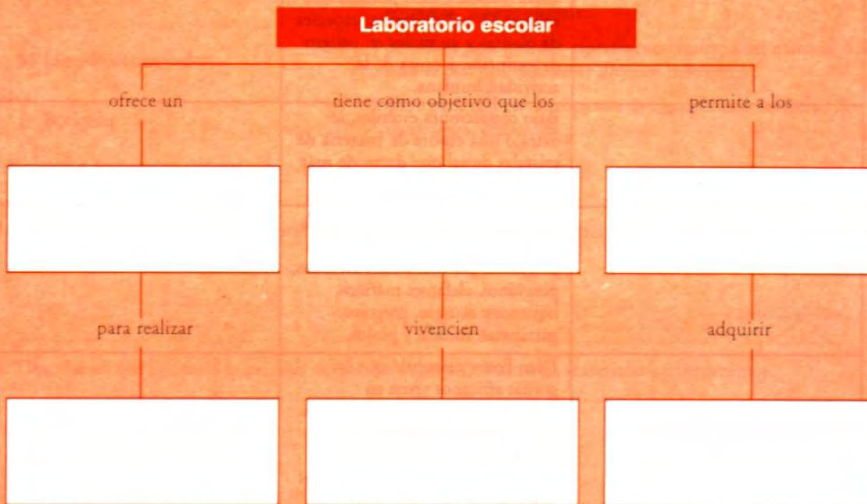 Laboratorio escolar
ofrece un
tiene como objetivo que los
permite a los
para realizar
vivencien
adquirir